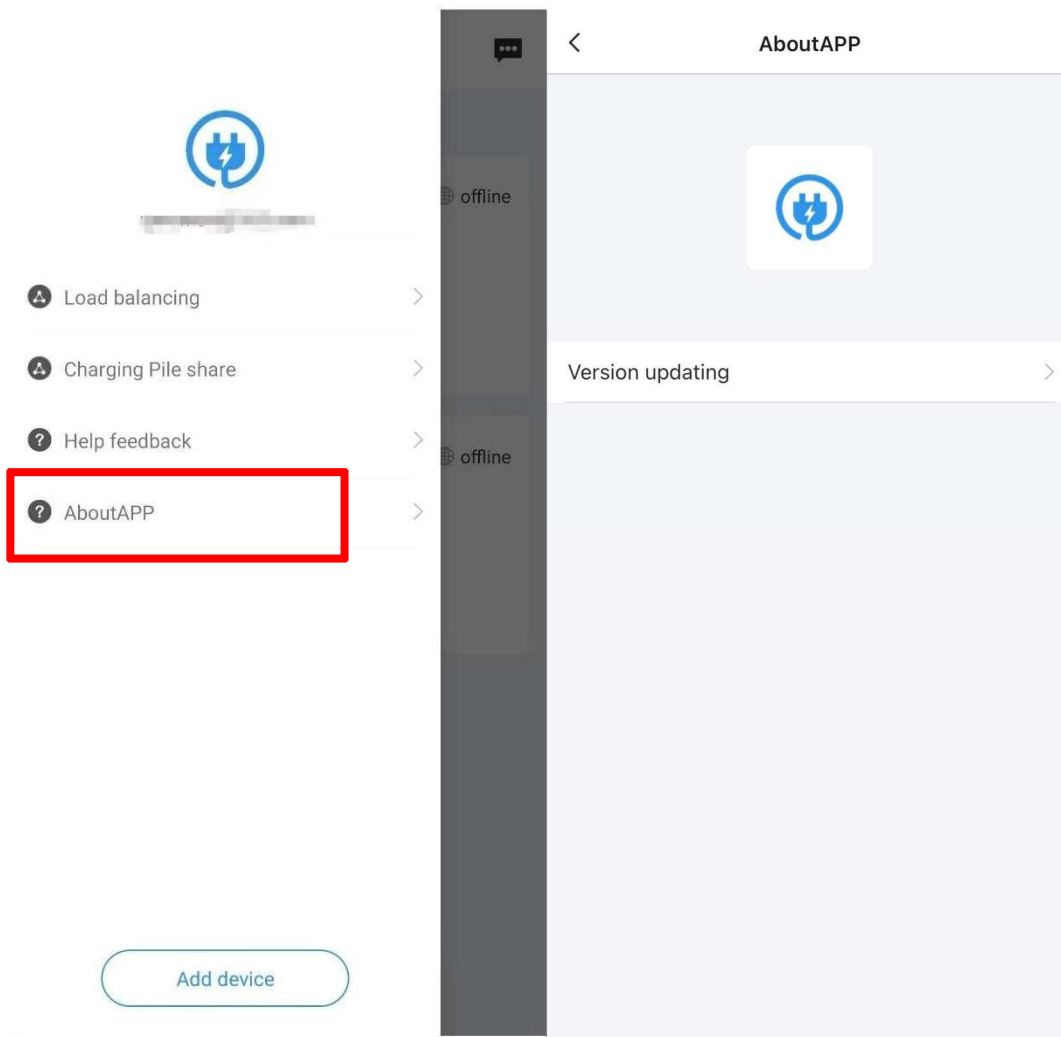 Load balancing
Charging Pile share
Help feedback
AboutAPP
Add device
offline
offline
AboutAPP
Version updating